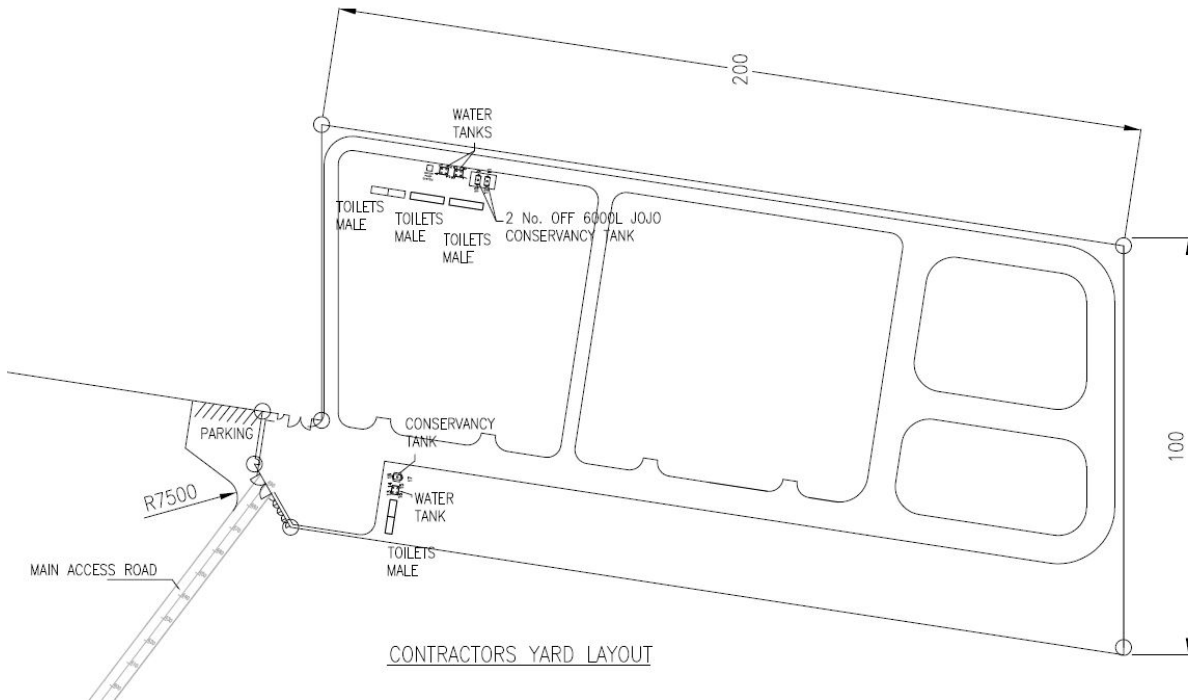 200
WATER
TANKS
TOILETS
MALE
TOILETS
MALE
TOILETS
MALE
2 No. OFF 6000L JOJO
CONSERVANCY TANK
100
PARKING
CONSERVANCY
TANK
R7500
WATER
TANK
TOILETS
MALE
MAIN ACCESS ROAD
CONTRACTORS YARD LAYOUT